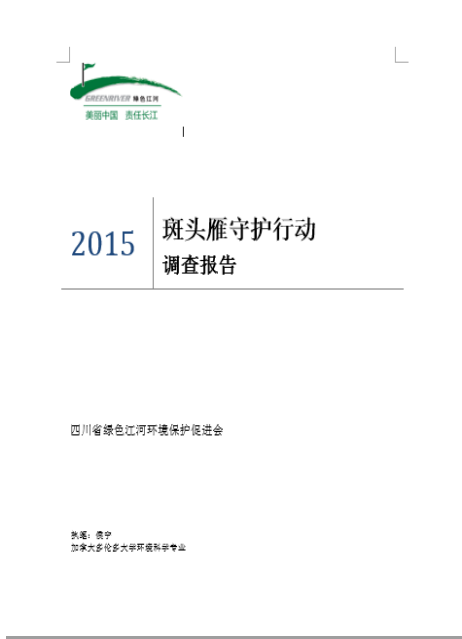 GREENRIVER 绿色江河
美丽中国 责任长江
2015
斑头雁守护行动
调查报告
四川省绿色江河环境保护促进会
执笔：侯宁
加拿大多伦多大学环境科学专业